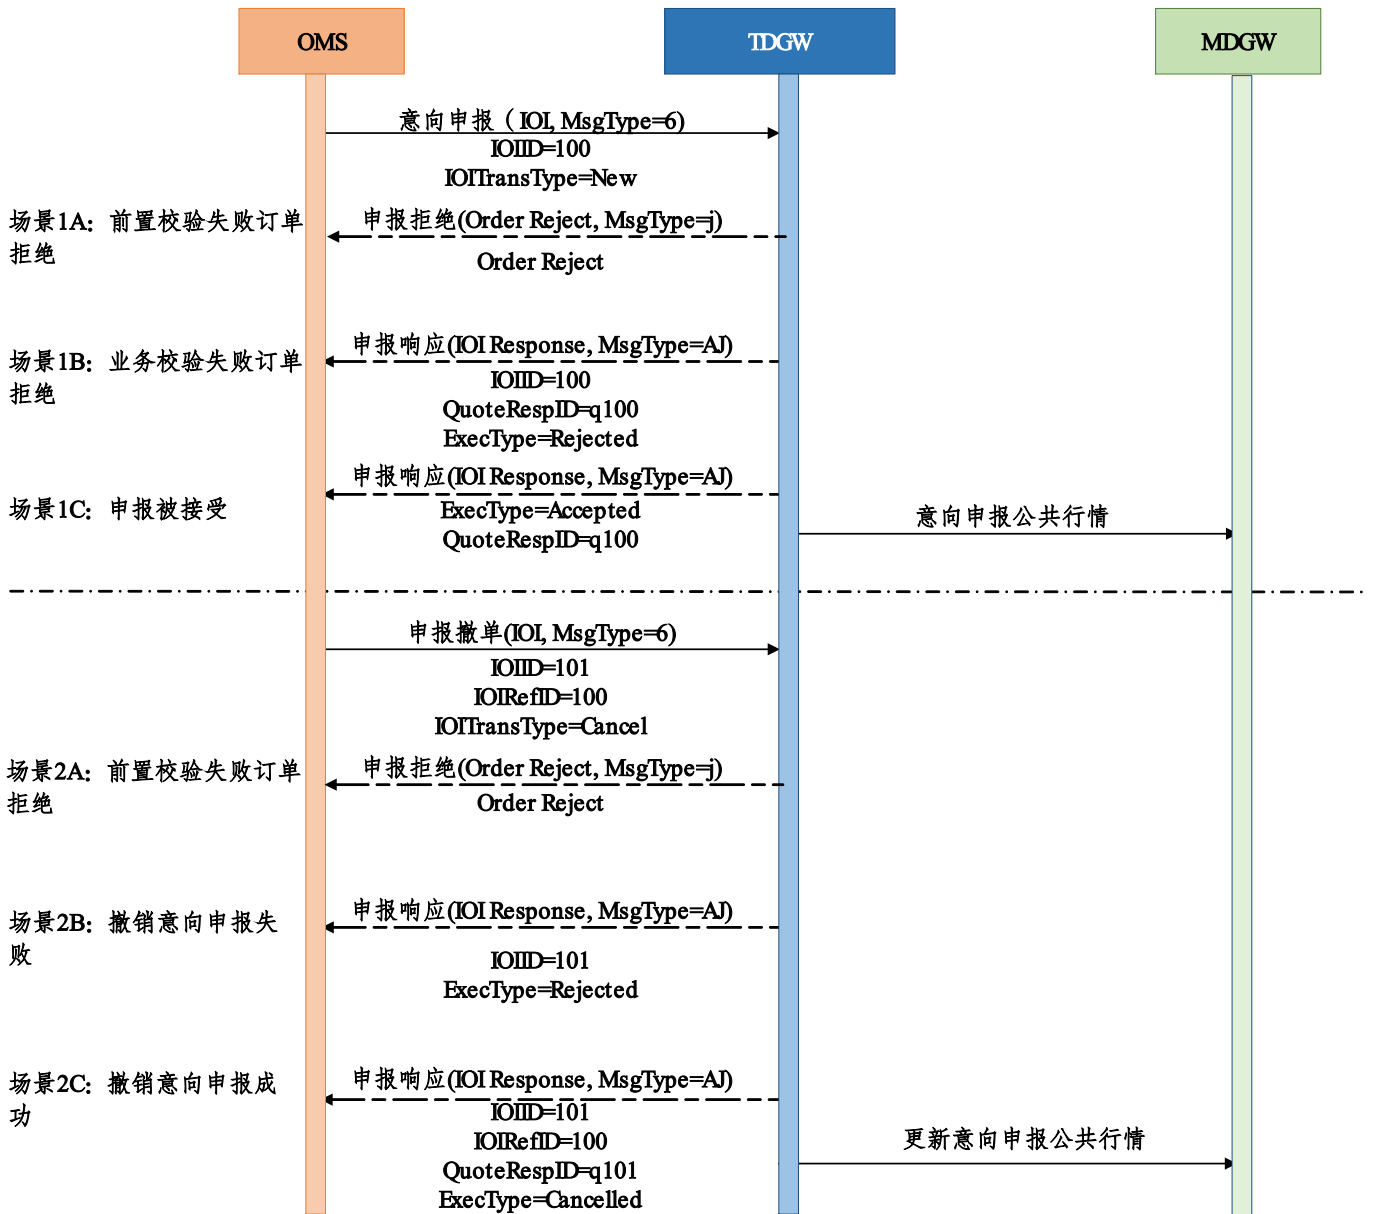 OMS
TDGW
MDGW
意向申报（IOI, MsgType=6)
IOIID=100
IOITransType=New
场景1A：前置校验失败订单
拒绝
申报拒绝(Order Reject, MsgType=j)
Order Reject
场景1B：业务校验失败订单
拒绝
申报响应(IOI Response, MsgType=AJ)
IOIID=100
QuoteRespID=q100
ExecType=Rejected
场景1C：申报被接受
申报响应(IOI Response, MsgType=AJ)
ExecType=Accepted
QuoteRespID=q100
意向申报公共行情
申报撤单(IOI, MsgType=6)
IOIID=101
IOIRefID=100
IOITransType=Cancel
场景2A：前置校验失败订单
拒绝
申报拒绝(Order Reject, MsgType=j)
Order Reject
场景2B：撤销意向申报失
败
申报响应(IOI Response, MsgType=AJ)
IOIID=101
ExecType=Rejected
场景2C：撤销意向申报成
功
申报响应(IOI Response, MsgType=AJ)
IOIID=101
IOIRefID=100
QuoteRespID=q101
ExecType=Cancelled
更新意向申报公共行情